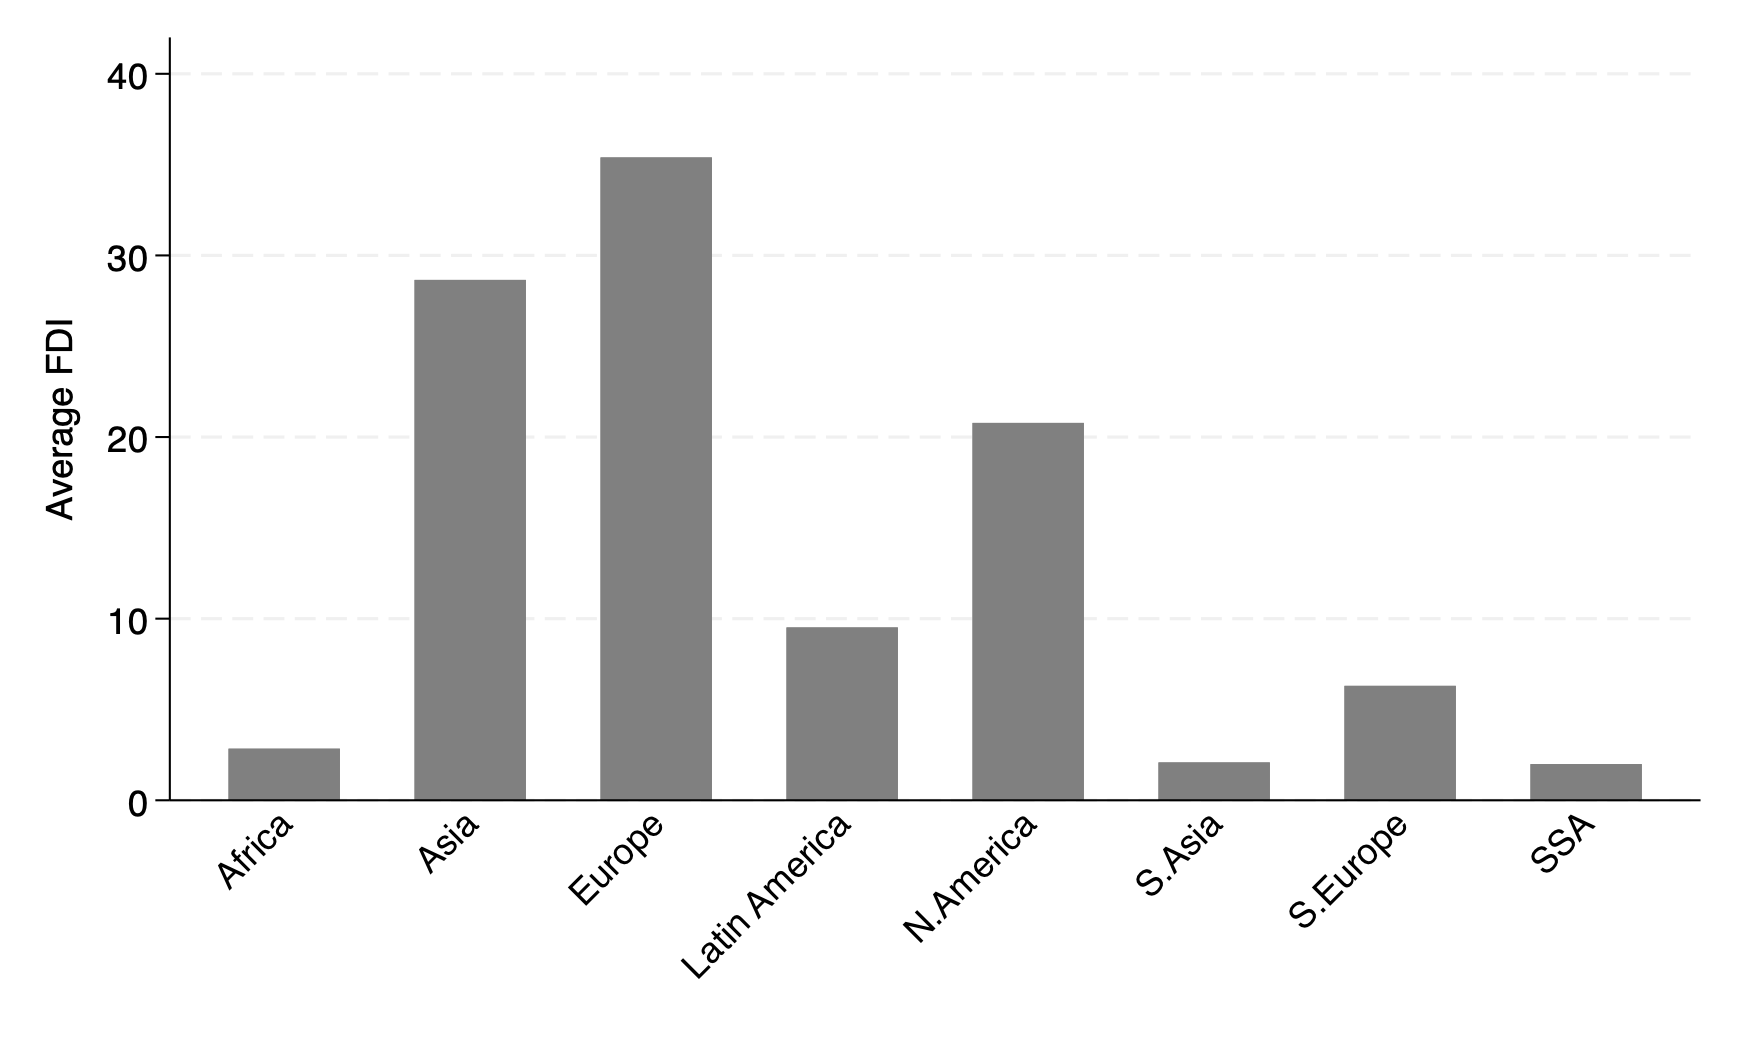 Average FDI
40
30
20
10
0
Africa
Asia
Europe
Latin America
N.America
S.Asia
S.Europe
SSA